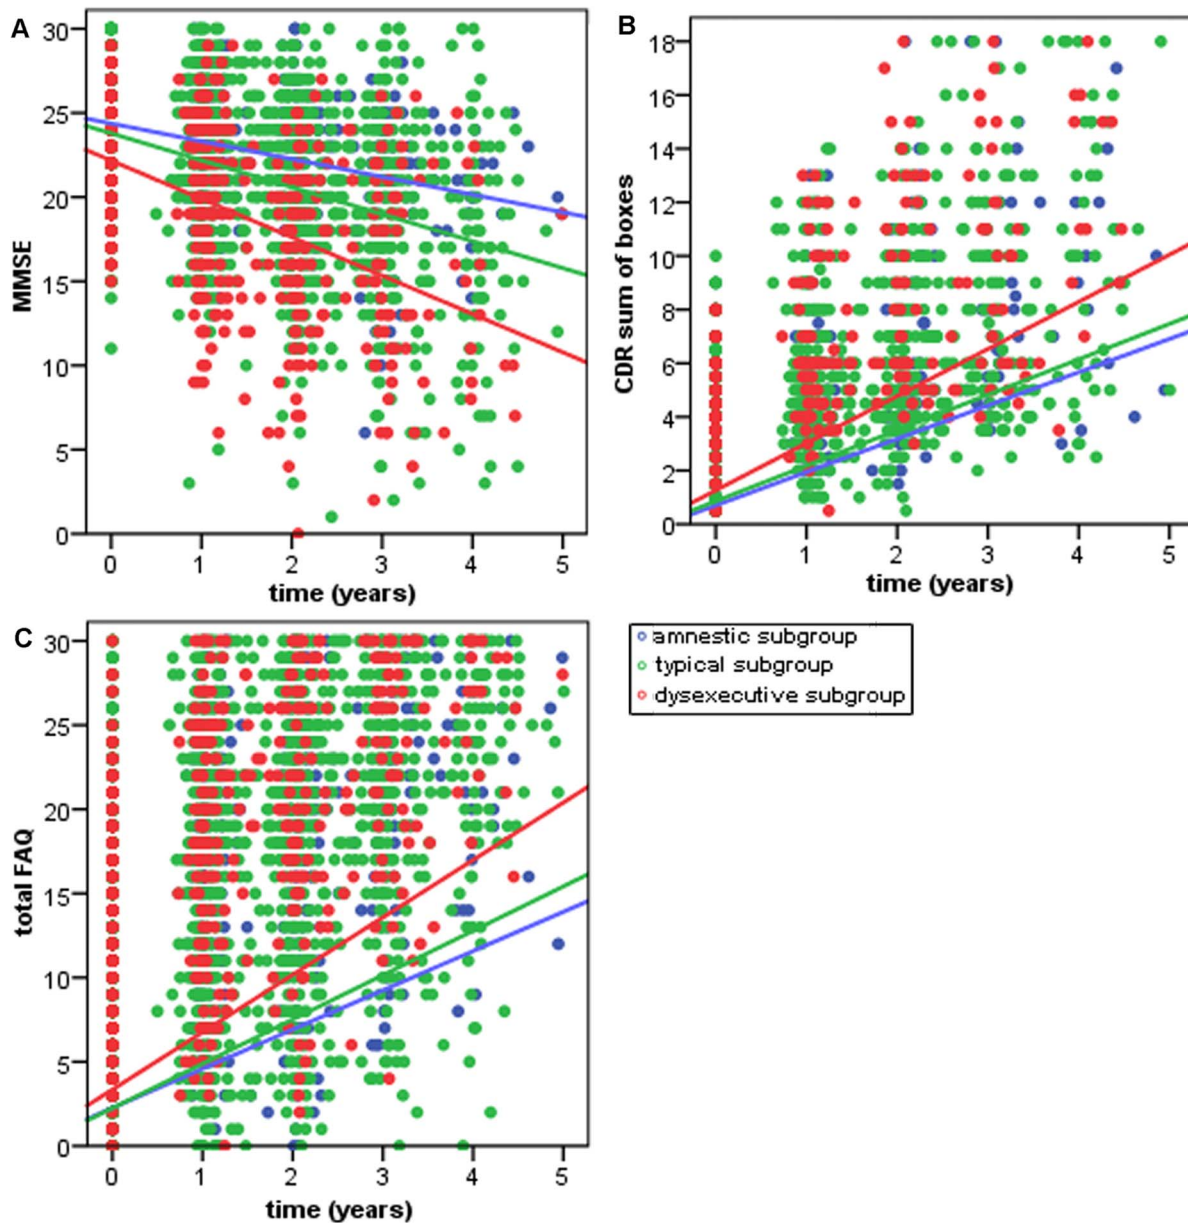 A
MMSE
30
25
20
15
10
5
0
0 1 2 3 4 5
time (years)
B
CDR sum of boxes
18
16
14
12
10
8
6
4
2
0
0 1 2 3 4 5
time (years)
C
total FAQ
30
25
20
15
10
5
0
0 1 2 3 4 5
time (years)
amnestic subgroup
typical subgroup
dysexecutive subgroup